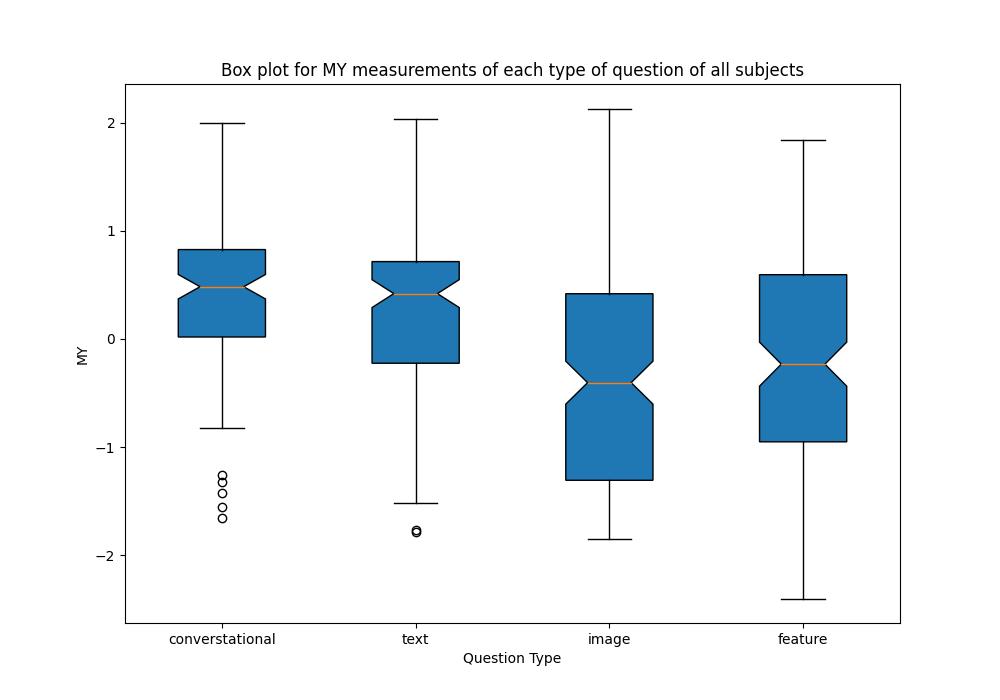 Box plot for MY measurements of each type of question of all subjects
2
1
0
−1
−2
MY
converstational
text
image
feature
Question Type